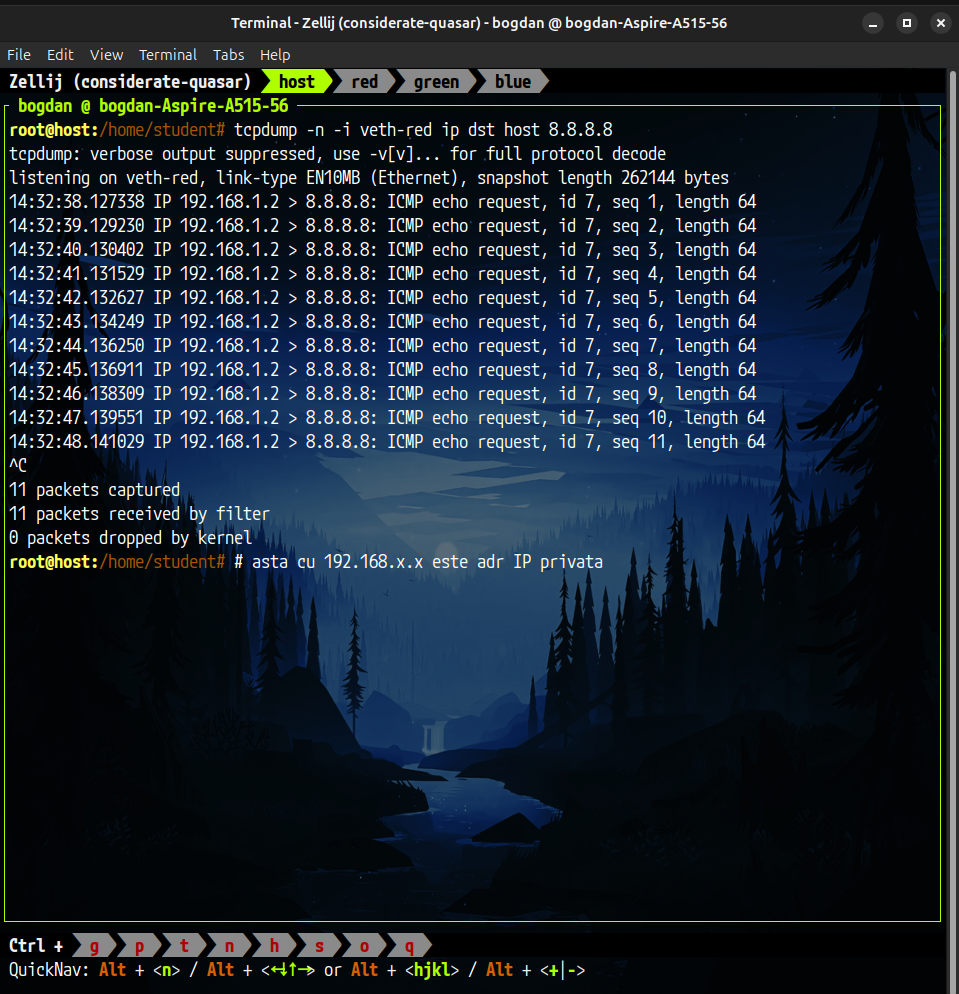 Terminal - Zellij (considerate-quasar) - bogdan @ bogdan-Aspire-A515-56
File Edit View Terminal Tabs Help
Zellij (considerate-quasar) host red green blue
bogdan @ bogdan-Aspire-A515-56
root@host:/home/student# tcpdump -n -i veth-red ip dst host 8.8.8.8
tcpdump: verbose output suppressed, use -v[v]... for full protocol decode
listening on veth-red, link-type EN10MB (Ethernet), snapshot length 262144 bytes
14:32:38.127338 IP 192.168.1.2 > 8.8.8.8: ICMP echo request, id 7, seq 1, length 64
14:32:39.129230 IP 192.168.1.2 > 8.8.8.8: ICMP echo request, id 7, seq 2, length 64
14:32:40.130402 IP 192.168.1.2 > 8.8.8.8: ICMP echo request, id 7, seq 3, length 64
14:32:41.131529 IP 192.168.1.2 > 8.8.8.8: ICMP echo request, id 7, seq 4, length 64
14:32:42.132627 IP 192.168.1.2 > 8.8.8.8: ICMP echo request, id 7, seq 5, length 64
14:32:43.134249 IP 192.168.1.2 > 8.8.8.8: ICMP echo request, id 7, seq 6, length 64
14:32:44.136250 IP 192.168.1.2 > 8.8.8.8: ICMP echo request, id 7, seq 7, length 64
14:32:45.136911 IP 192.168.1.2 > 8.8.8.8: ICMP echo request, id 7, seq 8, length 64
14:32:46.138309 IP 192.168.1.2 > 8.8.8.8: ICMP echo request, id 7, seq 9, length 64
14:32:47.139551 IP 192.168.1.2 > 8.8.8.8: ICMP echo request, id 7, seq 10, length 64
14:32:48.141029 IP 192.168.1.2 > 8.8.8.8: ICMP echo request, id 7, seq 11, length 64
^C
11 packets captured
11 packets received by filter
0 packets dropped by kernel
root@host:/home/student# # asta cu 192.168.x.x este adr IP privata
Ctrl + g p t n h s o q
QuickNav: Alt + <n> / Alt + <←↓↑→> or Alt + <hjkl> / Alt + <+|->